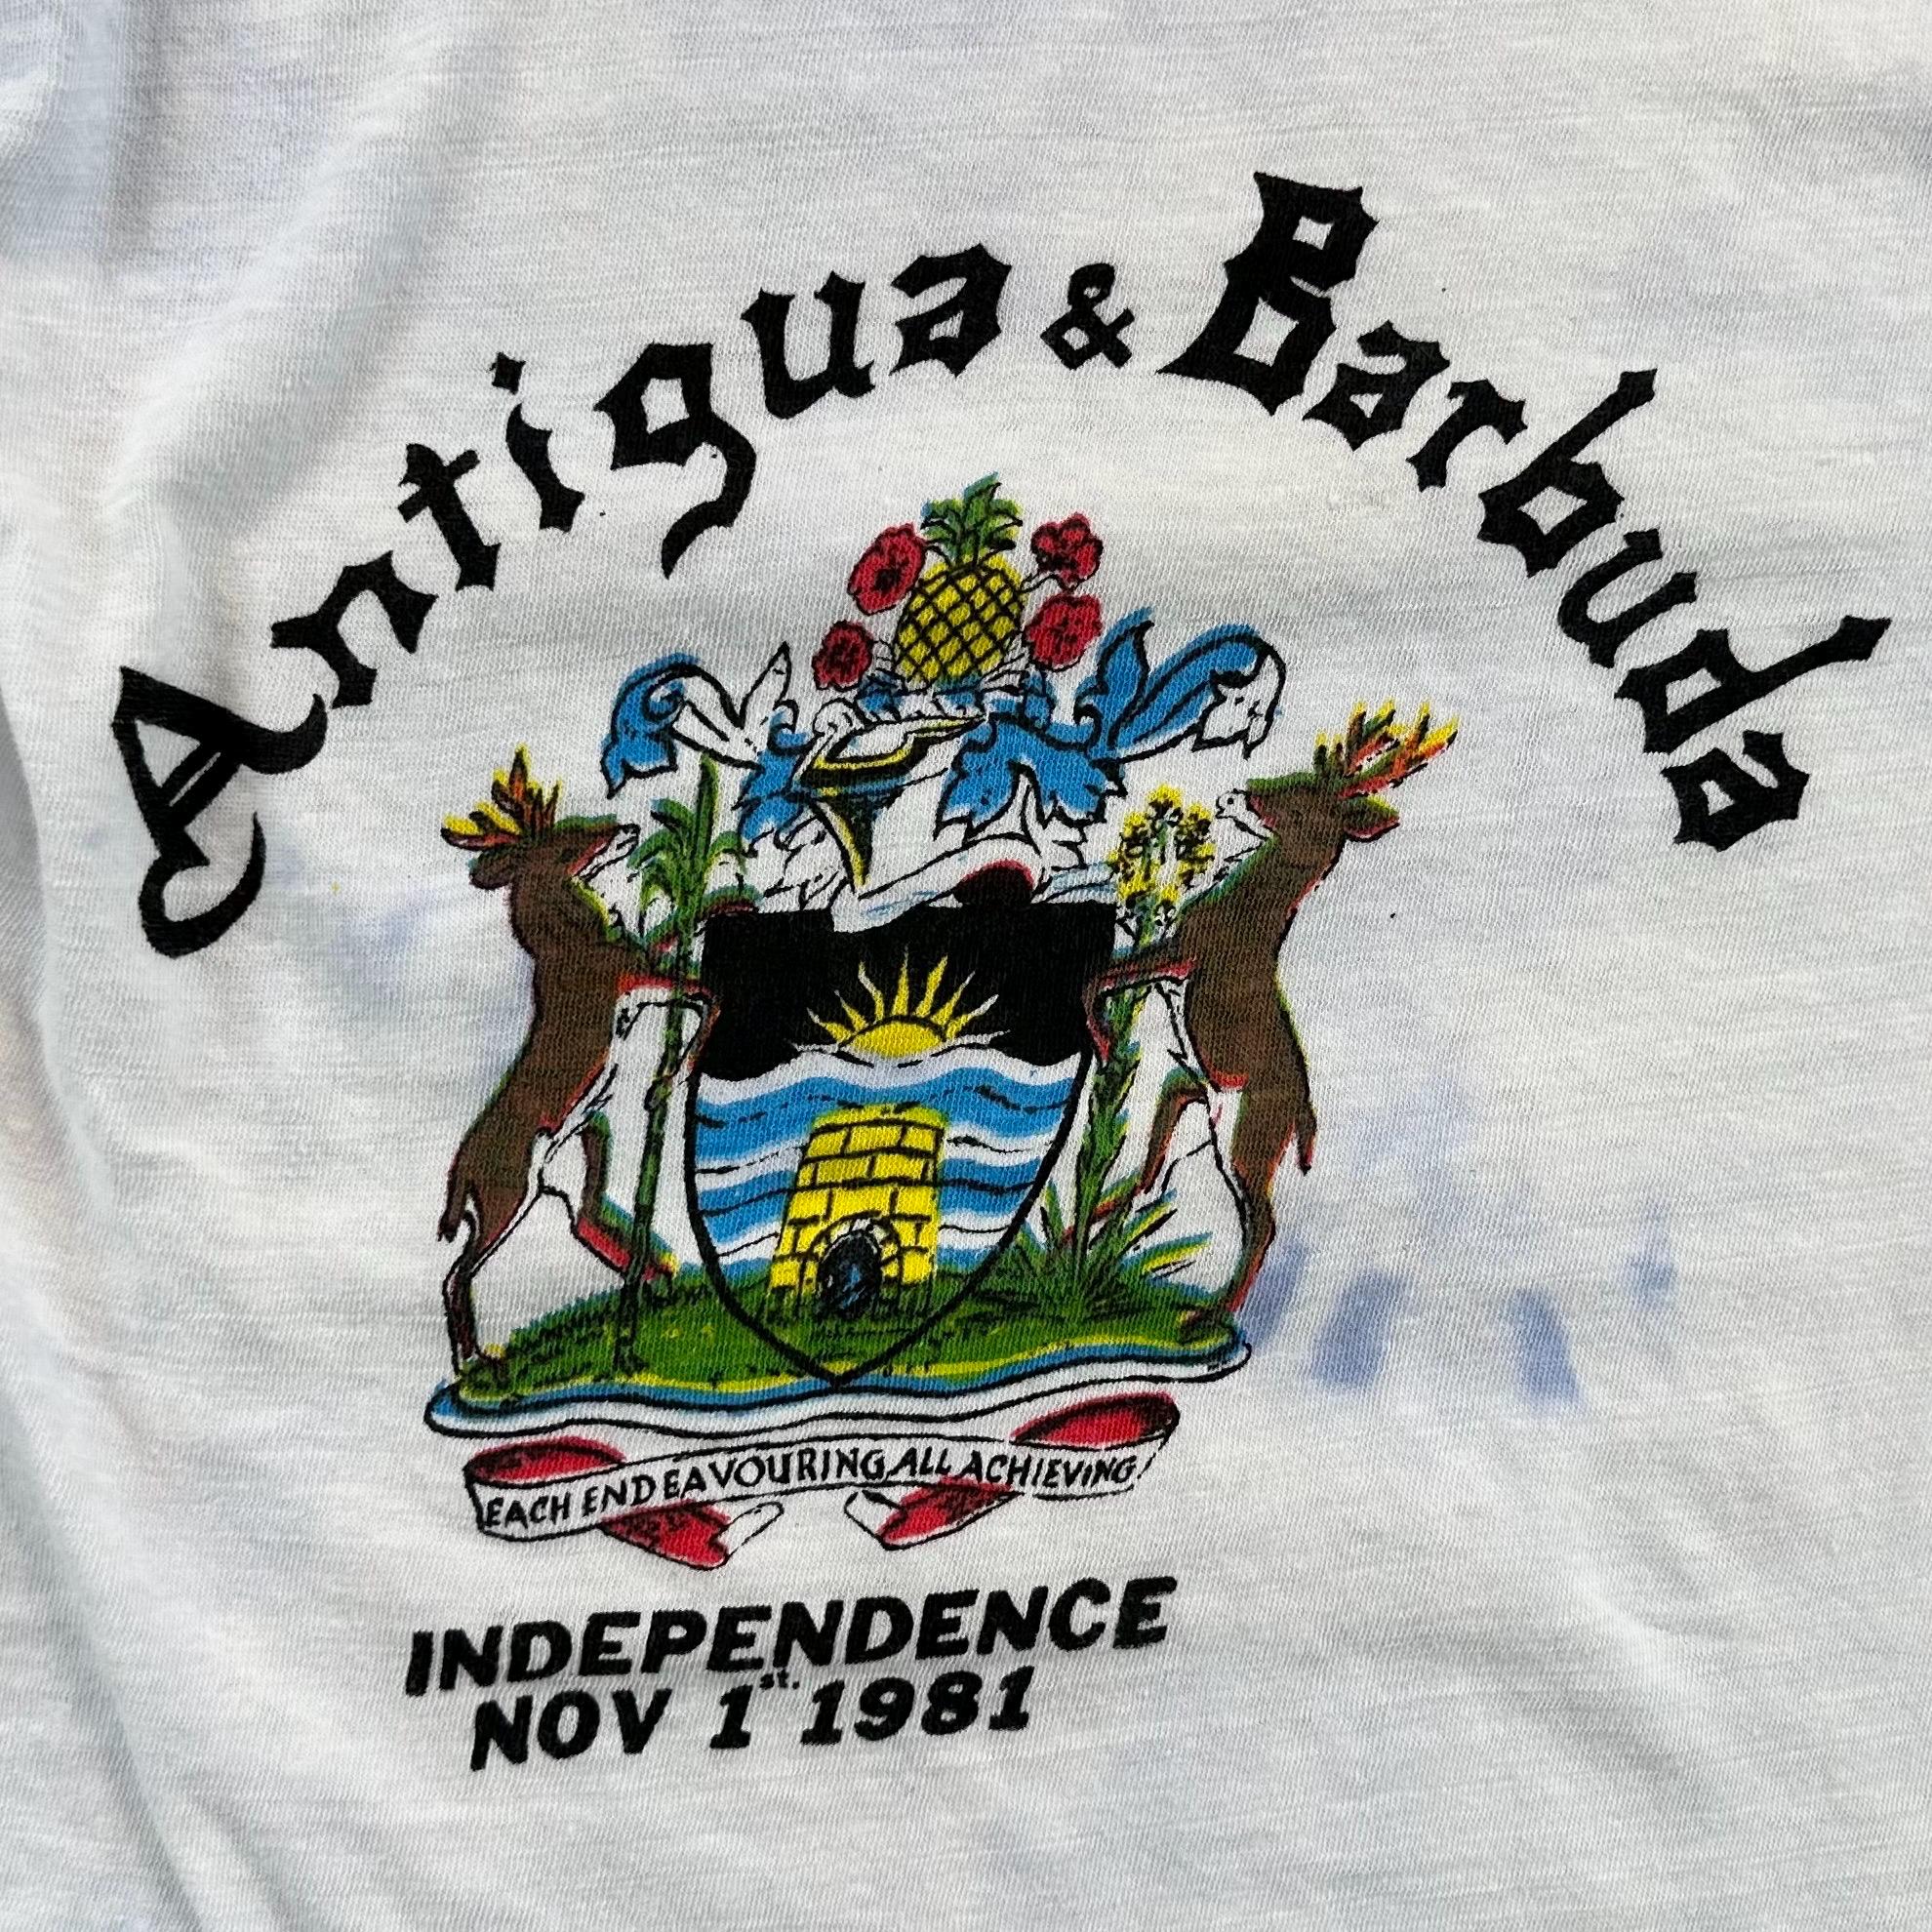 Antigua & Barbuda
EACH ENDEAVOURING ALL ACHIEVING
INDEPENDENCE
NOV 1st. 1981